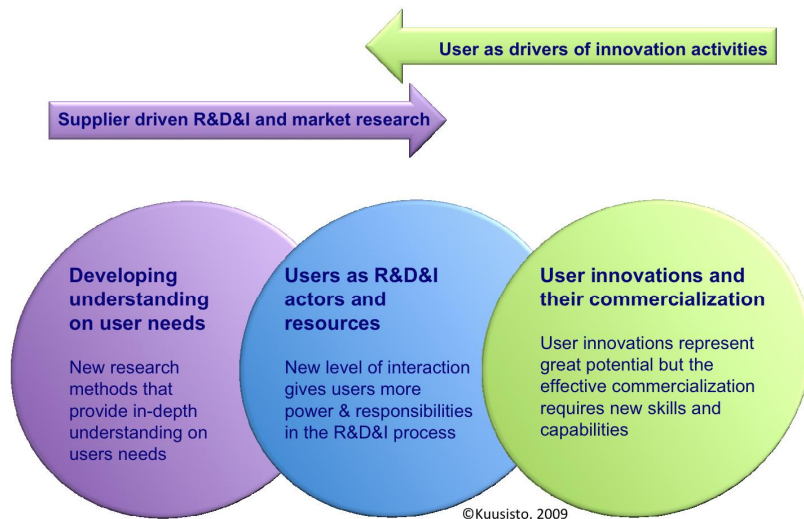 User as drivers of innovation activities
Supplier driven R&D&I and market research
Developing
understanding
on user needs
New research
methods that
provide in-depth
understanding on
users needs
Users as R&D&I
actors and
resources
New level of interaction
gives users more
power & responsibilities
in the R&D&I process
User innovations and
their commercialization
User innovations represent
great potential but the
effective commercialization
requires new skills and
capabilities
©Kuusisto, 2009